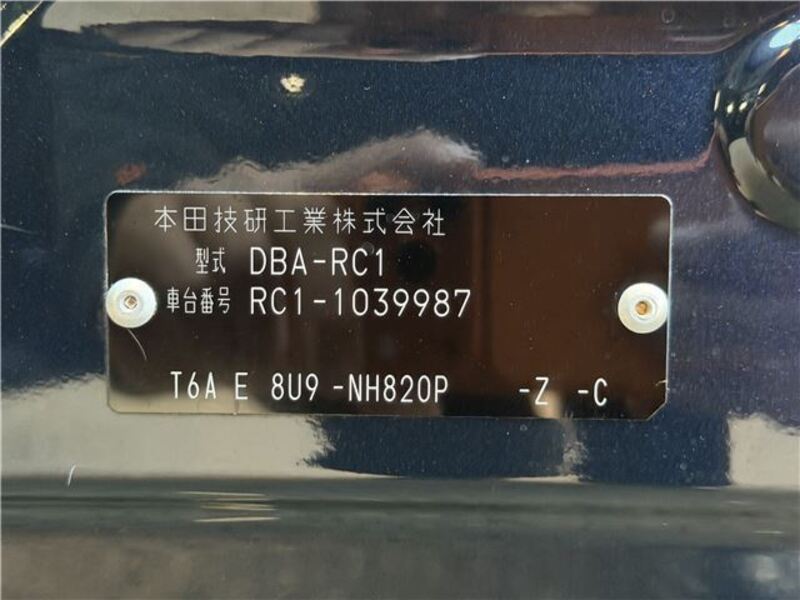 本田技研工業株式会社
型式 DBA-RC1
車台番号 RC1-1039987
T6A E 8U9 -NH820P -Z -C